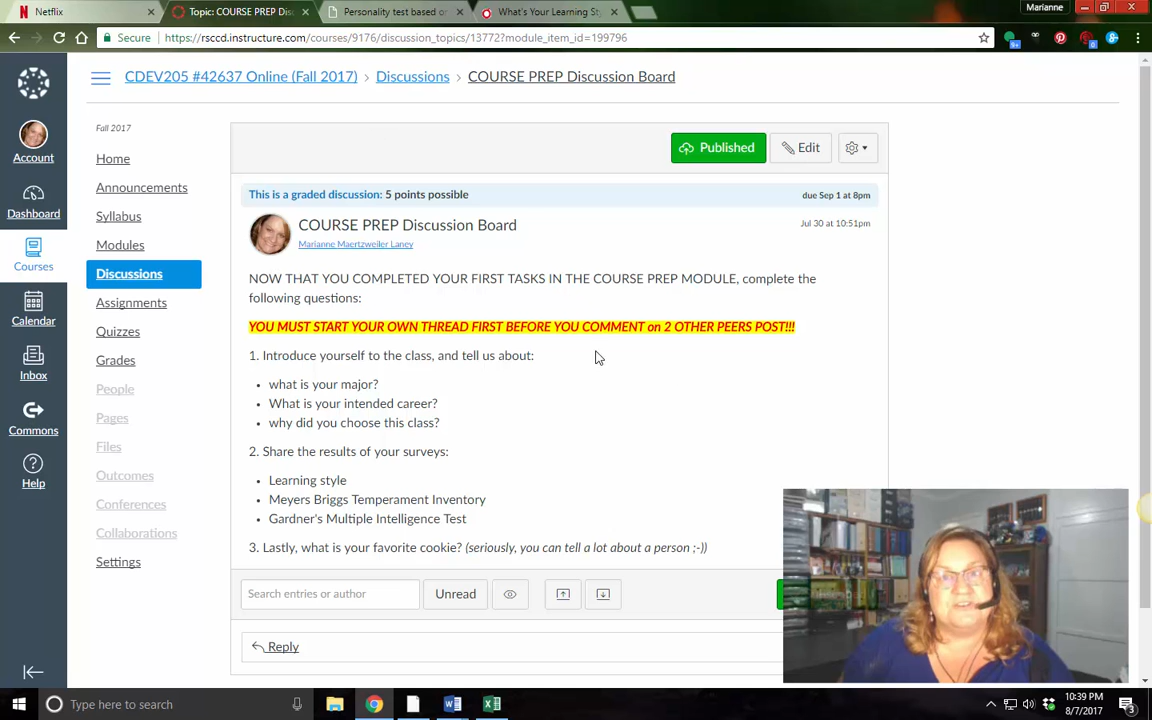 Netflix
Topic: COURSE PREP Dis
Personality test based or
What's Your Learning St
Marianne
Secure
https://rsccd.instructure.com/courses/9176/discussion_topics/13772?module_item_id=199796
CDEV205 #42637 Online (Fall 2017) › Discussions › COURSE PREP Discussion Board
Account
Dashboard
Courses
Calendar
Inbox
Commons
Help
Fall 2017
Home
Announcements
Syllabus
Modules
Discussions
Assignments
Quizzes
Grades
People
Pages
Files
Outcomes
Conferences
Collaborations
Settings
Published
Edit
This is a graded discussion: 5 points possible
due Sep 1 at 8pm
COURSE PREP Discussion Board
Jul 30 at 10:51pm
Marianne Maertzweiler Laney
NOW THAT YOU COMPLETED YOUR FIRST TASKS IN THE COURSE PREP MODULE, complete the
following questions:
YOU MUST START YOUR OWN THREAD FIRST BEFORE YOU COMMENT on 2 OTHER PEERS POST!!!
1. Introduce yourself to the class, and tell us about:
• what is your major?
• What is your intended career?
• why did you choose this class?
2. Share the results of your surveys:
• Learning style
• Meyers Briggs Temperament Inventory
• Gardner's Multiple Intelligence Test
3. Lastly, what is your favorite cookie? (seriously, you can tell a lot about a person ;-))
Search entries or author
Unread
Reply
Type here to search
10:39 PM
8/7/2017